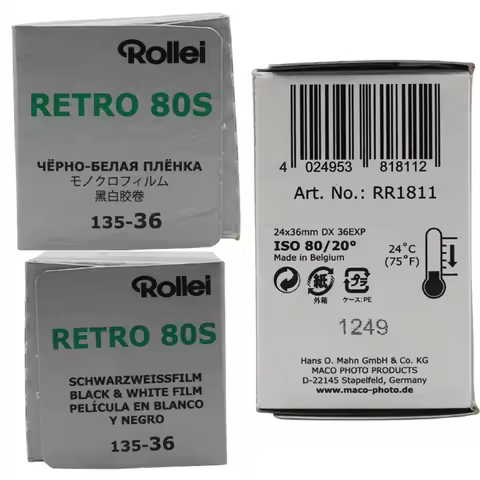 Rollei
RETRO 80S
ЧЁРНО-БЕЛАЯ ПЛЁНКА
モノクロフィルム
黑白胶卷
135-36
Rollei
RETRO 80S
SCHWARZWEISSFILM
BLACK & WHITE FILM
PELÍCULA EN BLANCO
Y NEGRO
135-36
4 024953 818112
Art. No.: RR1811
24x36mm DX 36EXP
ISO 80/20°
Made in Belgium
24°C
(75°F)
紙
外箱
ケース:PE
1249
Hans O. Mahn GmbH & Co. KG
MACO PHOTO PRODUCTS
D-22145 Stapelfeld, Germany
www.maco-photo.de